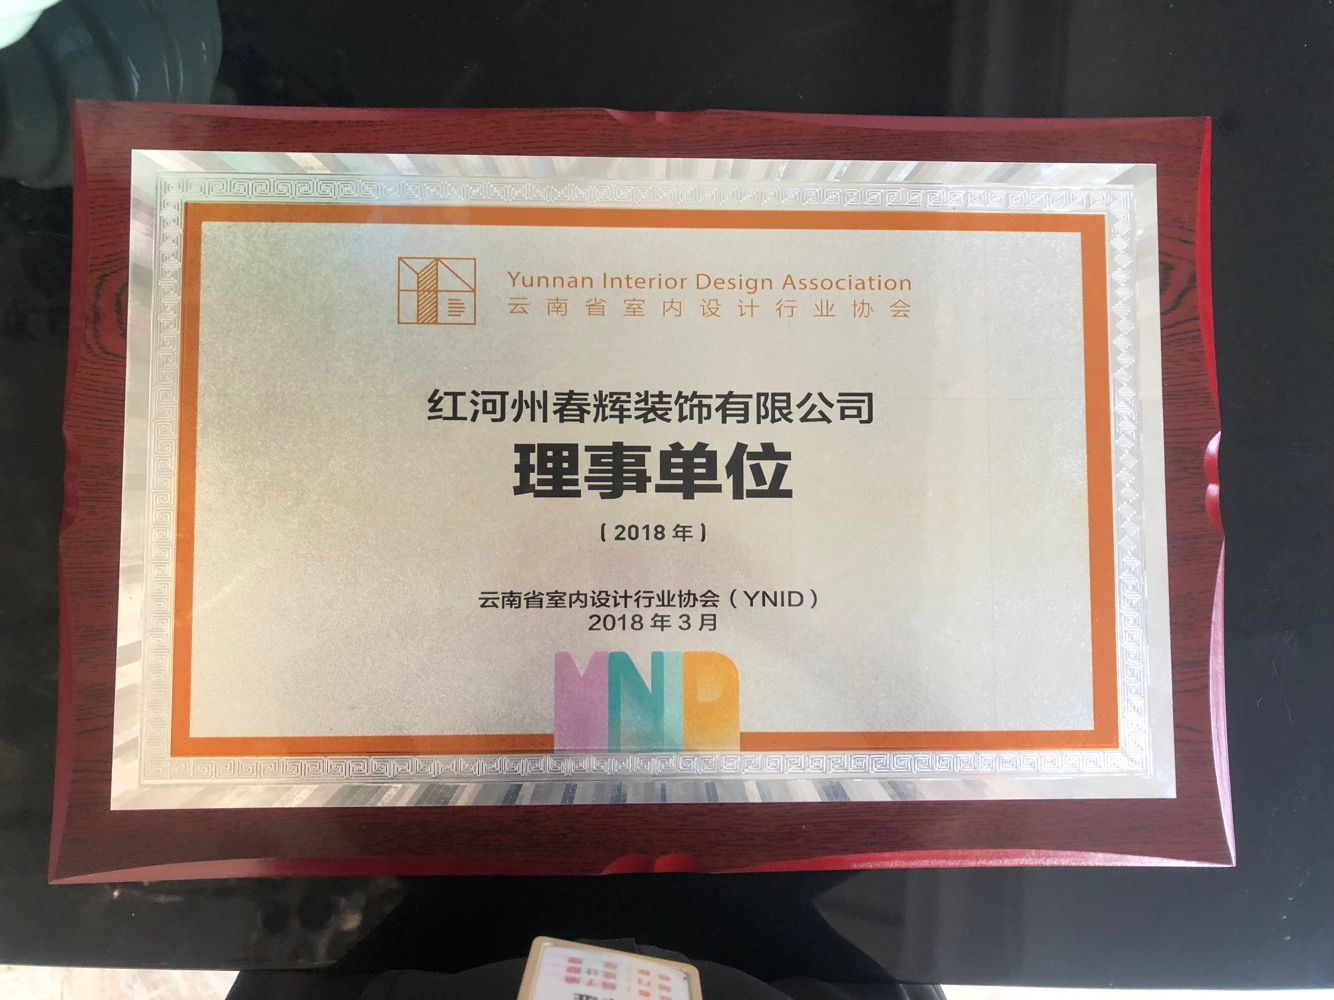 Yunnan Interior Design Association
云南省室内设计行业协会
红河州春辉装饰有限公司
理事单位
(2018年)
云南省室内设计行业协会(YNID)
2018年3月
YNID